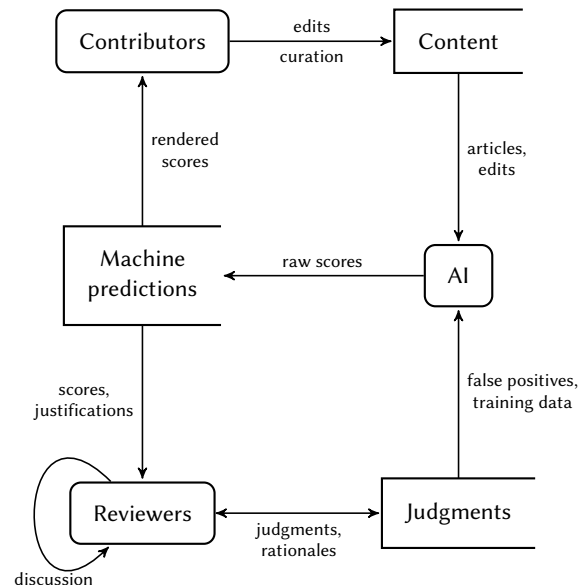 Contributors
edits
curation
Content
rendered
scores
articles,
edits
Machine
predictions
raw scores
AI
scores,
justifications
false positives,
training data
Reviewers
judgments,
rationales
Judgments
discussion